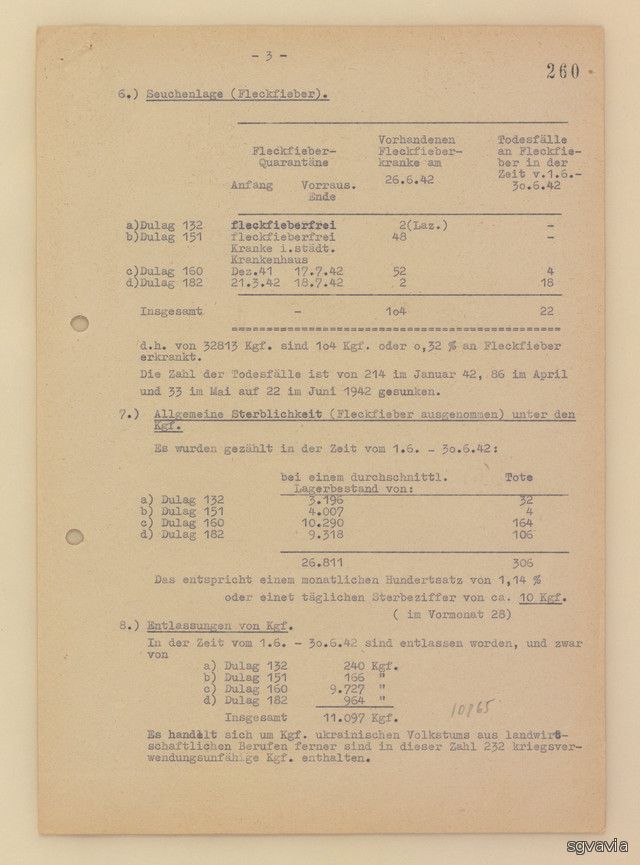 - 3 -
260
6.) Seuchenlage (Fleckfieber).
Fleckfieber-
Quarantäne
Anfang Vorraus.
Ende
Vorhandenen
Fleckfieber-
kranke am
26.6.42
Todesfälle
an Fleckfie-
ber in der
Zeit v.1.6.-
3o.6.42
a)Dulag 132 fleckfieberfrei 2(Laz.) -
b)Dulag 151 fleckfieberfrei 48 -
Kranke i.städt.
Krankenhaus
c)Dulag 160 Dez.41 17.7.42 52 4
d)Dulag 182 21.3.42 18.7.42 2 18
Insgesamt - 1o4 22
d.h. von 32813 Kgf. sind 1o4 Kgf. oder o,32 % an Fleckfieber
erkrankt.
Die Zahl der Todesfälle ist von 214 im Januar 42, 86 im April
und 33 im Mai auf 22 im Juni 1942 gesunken.
7.) Allgemeine Sterblichkeit (Fleckfieber ausgenommen) unter den
Kgf.
Es wurden gezählt in der Zeit vom 1.6. - 3o.6.42:
bei einem durchschnittl. Tote
Lagerbestand von:
a) Dulag 132 3.196 32
b) Dulag 151 4.007 4
c) Dulag 160 10.290 164
d) Dulag 182 9.318 106
26.811 306
Das entspricht einem monatlichen Hundertsatz von 1,14 %
oder einet täglichen Sterbeziffer von ca. 10 Kgf.
( im Vormonat 28)
8.) Entlassungen von Kgf.
In der Zeit vom 1.6. - 3o.6.42 sind entlassen worden, und zwar
von
a) Dulag 132 240 Kgf.
b) Dulag 151 166 "
c) Dulag 160 9.727 "
d) Dulag 182 964 "
Insgesamt 11.097 Kgf.
10865
Es handelt sich um Kgf. ukrainischen Volkstums aus landwirt-
schaftlichen Berufen ferner sind in dieser Zahl 232 kriegsver-
wendungsunfähige Kgf. enthalten.
sgvavia